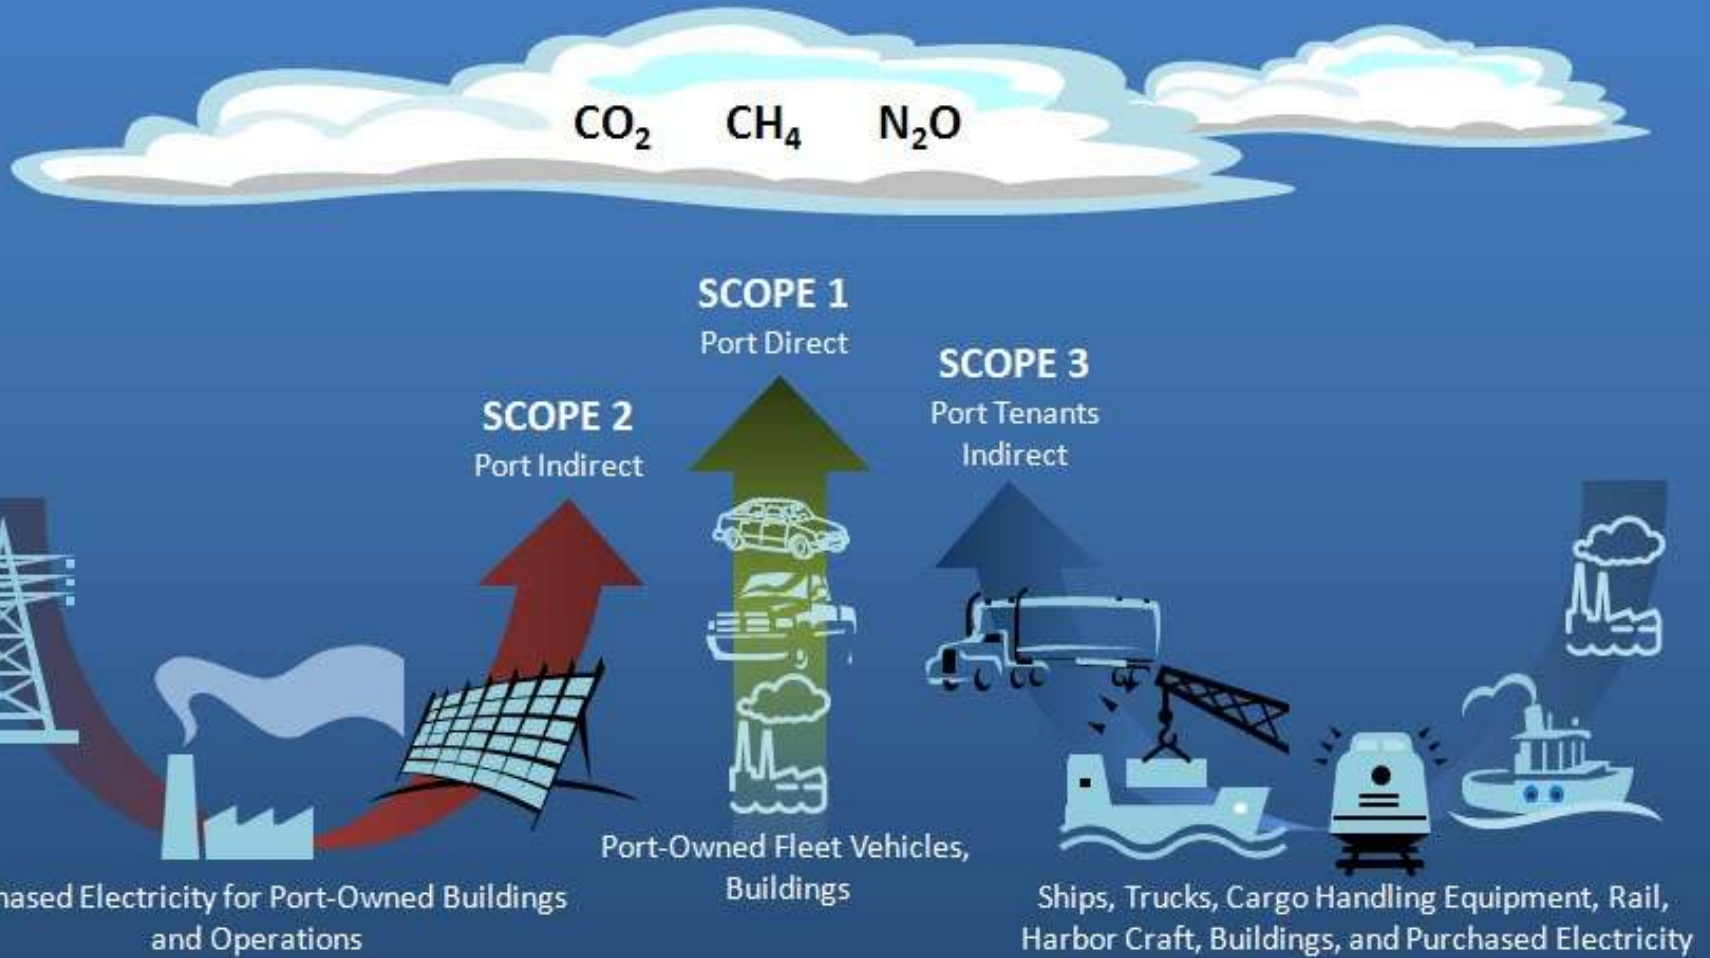 CO₂ CH₄ N₂O
SCOPE 1
Port Direct
SCOPE 2
Port Indirect
SCOPE 3
Port Tenants
Indirect
Port-Owned Fleet Vehicles,
Buildings
hased Electricity for Port-Owned Buildings
and Operations
Ships, Trucks, Cargo Handling Equipment, Rail,
Harbor Craft, Buildings, and Purchased Electricity